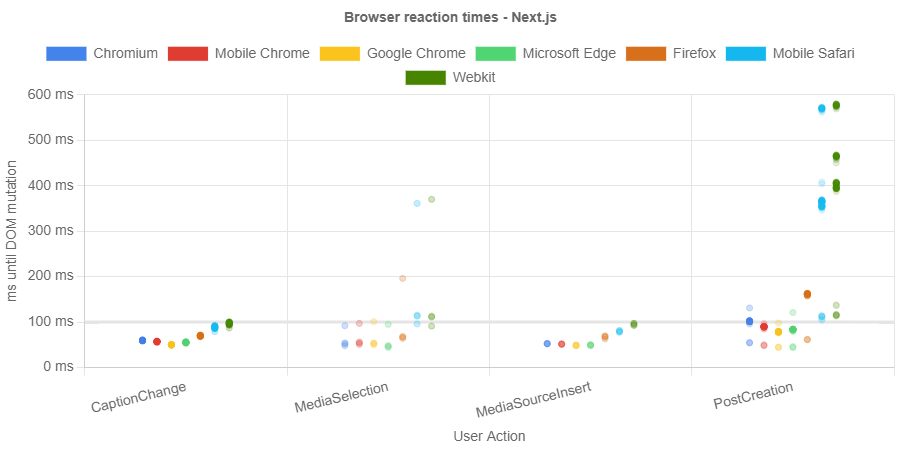 Browser reaction times - Next.js
Chromium Mobile Chrome Google Chrome Microsoft Edge Firefox Mobile Safari
Webkit
600 ms
500 ms
400 ms
300 ms
200 ms
100 ms
0 ms
ms until DOM mutation
CaptionChange MediaSelection MediaSourceInsert PostCreation
User Action